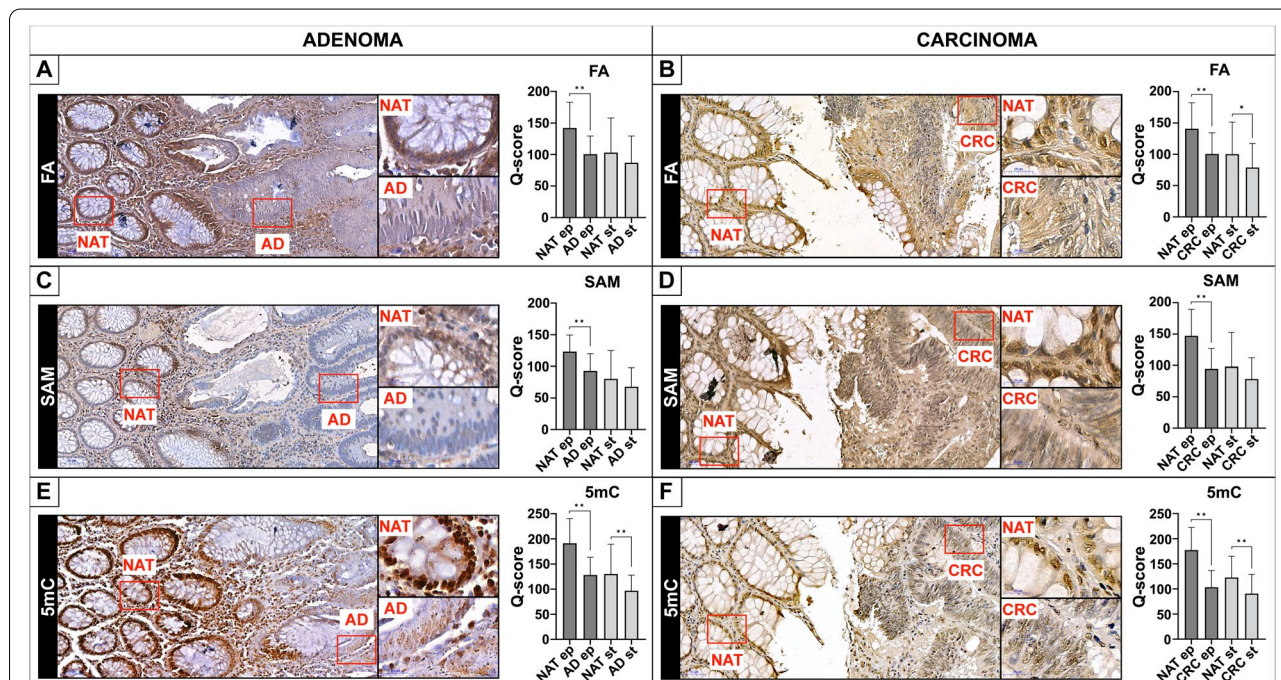 ADENOMA
CARCINOMA
A
FA
NAT
AD
NAT
AD
FA
Q-score
200
150
100
50
0
**
NAT ep
AD ep
NAT st
AD st
B
FA
NAT
CRC
NAT
CRC
FA
Q-score
200
150
100
50
0
**
*
NAT ep
CRC ep
NAT st
CRC st
C
SAM
NAT
AD
NAT
AD
SAM
Q-score
200
150
100
50
0
**
NAT ep
AD ep
NAT st
AD st
D
SAM
NAT
CRC
NAT
CRC
SAM
Q-score
200
150
100
50
0
**
NAT ep
CRC ep
NAT st
CRC st
E
5mC
NAT
AD
NAT
AD
5mC
Q-score
250
200
150
100
50
0
**
**
NAT ep
AD ep
NAT st
AD st
F
5mC
NAT
CRC
NAT
CRC
5mC
Q-score
250
200
150
100
50
0
**
**
NAT ep
CRC ep
NAT st
CRC st